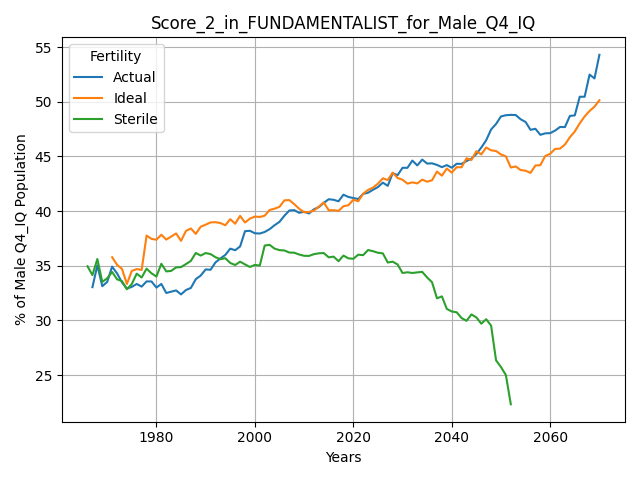 Score_2_in_FUNDAMENTALIST_for_Male_Q4_IQ
% of Male Q4_IQ Population
55
50
45
40
35
30
25
Fertility
Actual
Ideal
Sterile
1980
2000
2020
2040
2060
Years